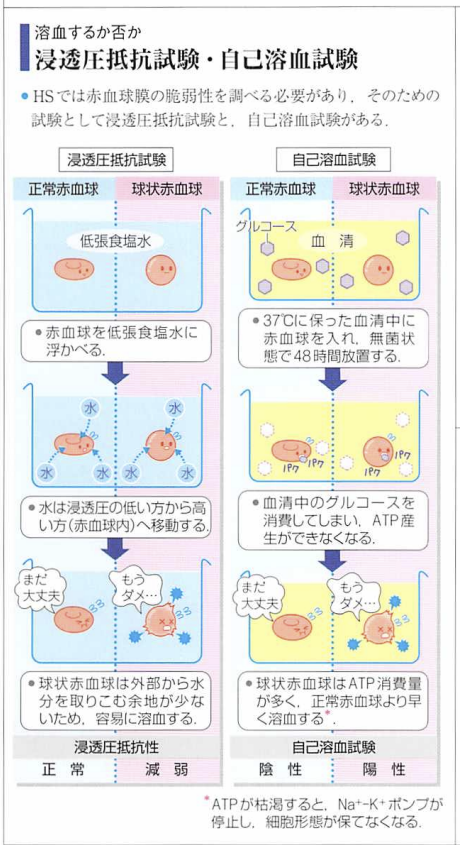 溶血するか否か
浸透圧抵抗試験・自己溶血試験
● HSでは赤血球膜の脆弱性を調べる必要があり，そのための
試験として浸透圧抵抗試験と，自己溶血試験がある．
浸透圧抵抗試験
正常赤血球 球状赤血球
低張食塩水
● 赤血球を低張食塩水に
浮かべる．
水 水
水 水 水 水
● 水は浸透圧の低い方から高
い方(赤血球内)へ移動する．
まだ
大丈夫
もう
ダメ…
● 球状赤血球は外部から水
分を取りこむ余地が少な
いため，容易に溶血する．
浸透圧抵抗性
正常 減弱
自己溶血試験
正常赤血球 球状赤血球
グルコース
血清
● 37℃に保った血清中に
赤血球を入れ，無菌状
態で48時間放置する．
パク パク
パク パク
● 血清中のグルコースを
消費してしまい，ATP産
生ができなくなる．
まだ
大丈夫
もう
ダメ…
● 球状赤血球はATP消費量
が多く，正常赤血球より早
く溶血する*．
自己溶血試験
陰性 陽性
*ATPが枯渇すると，Na⁺-K⁺ポンプが
停止し，細胞形態が保てなくなる．